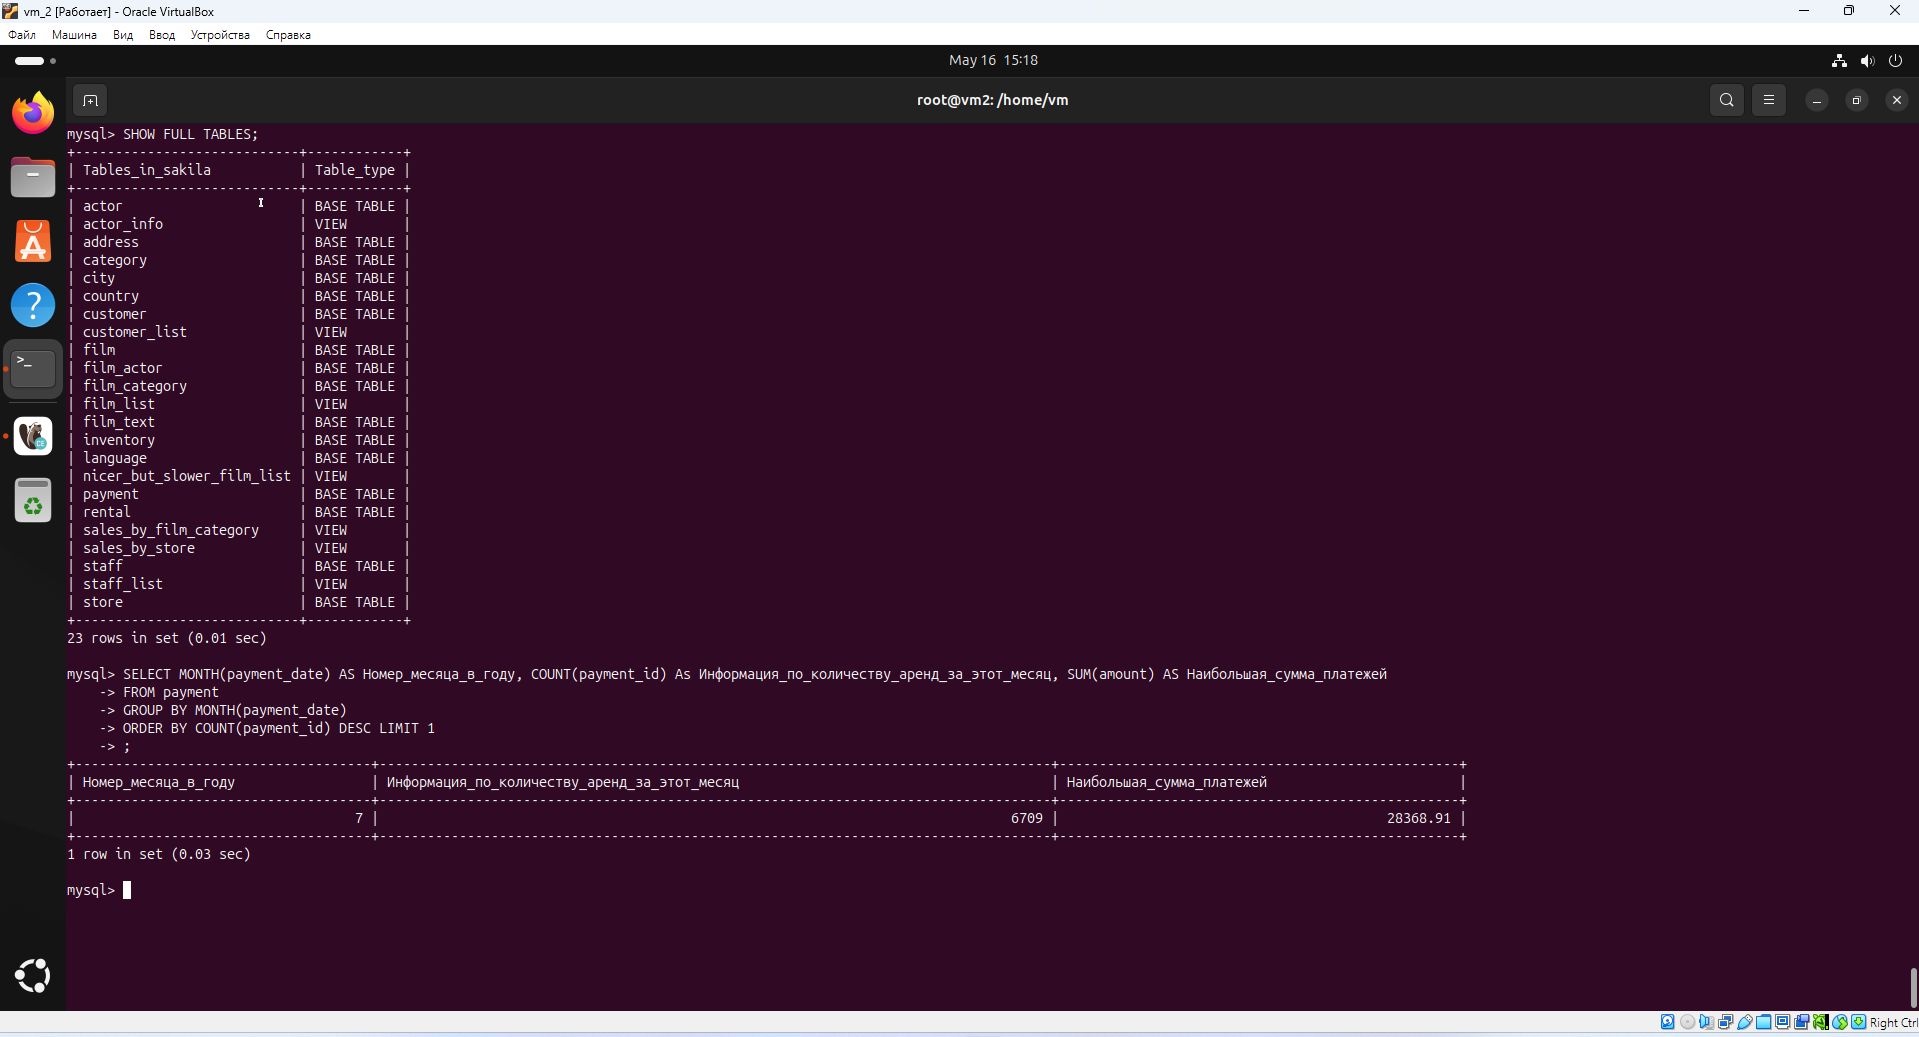 vm_2 [Работает] - Oracle VirtualBox
Файл Машина Вид Ввод Устройства Справка
May 16 15:18
root@vm2: /home/vm
mysql> SHOW FULL TABLES;
+----------------------------+------------+
| Tables_in_sakila           | Table_type |
+----------------------------+------------+
| actor                      | BASE TABLE |
| actor_info                 | VIEW       |
| address                    | BASE TABLE |
| category                   | BASE TABLE |
| city                       | BASE TABLE |
| country                    | BASE TABLE |
| customer                   | BASE TABLE |
| customer_list              | VIEW       |
| film                       | BASE TABLE |
| film_actor                 | BASE TABLE |
| film_category              | BASE TABLE |
| film_list                  | VIEW       |
| film_text                  | BASE TABLE |
| inventory                  | BASE TABLE |
| language                   | BASE TABLE |
| nicer_but_slower_film_list | VIEW       |
| payment                    | BASE TABLE |
| rental                     | BASE TABLE |
| sales_by_film_category     | VIEW       |
| sales_by_store             | VIEW       |
| staff                      | BASE TABLE |
| staff_list                 | VIEW       |
| store                      | BASE TABLE |
+----------------------------+------------+
23 rows in set (0.01 sec)
mysql> SELECT MONTH(payment_date) AS Номер_месяца_в_году, COUNT(payment_id) As Информация_по_количеству_аренд_за_этот_месяц, SUM(amount) AS Наибольшая_сумма_платежей
-> FROM payment
-> GROUP BY MONTH(payment_date)
-> ORDER BY COUNT(payment_id) DESC LIMIT 1
-> ;
| Номер_месяца_в_году | Информация_по_количеству_аренд_за_этот_месяц | Наибольшая_сумма_платежей |
| 7 | 6709 | 28368.91 |
1 row in set (0.03 sec)
mysql>
Right Ctrl